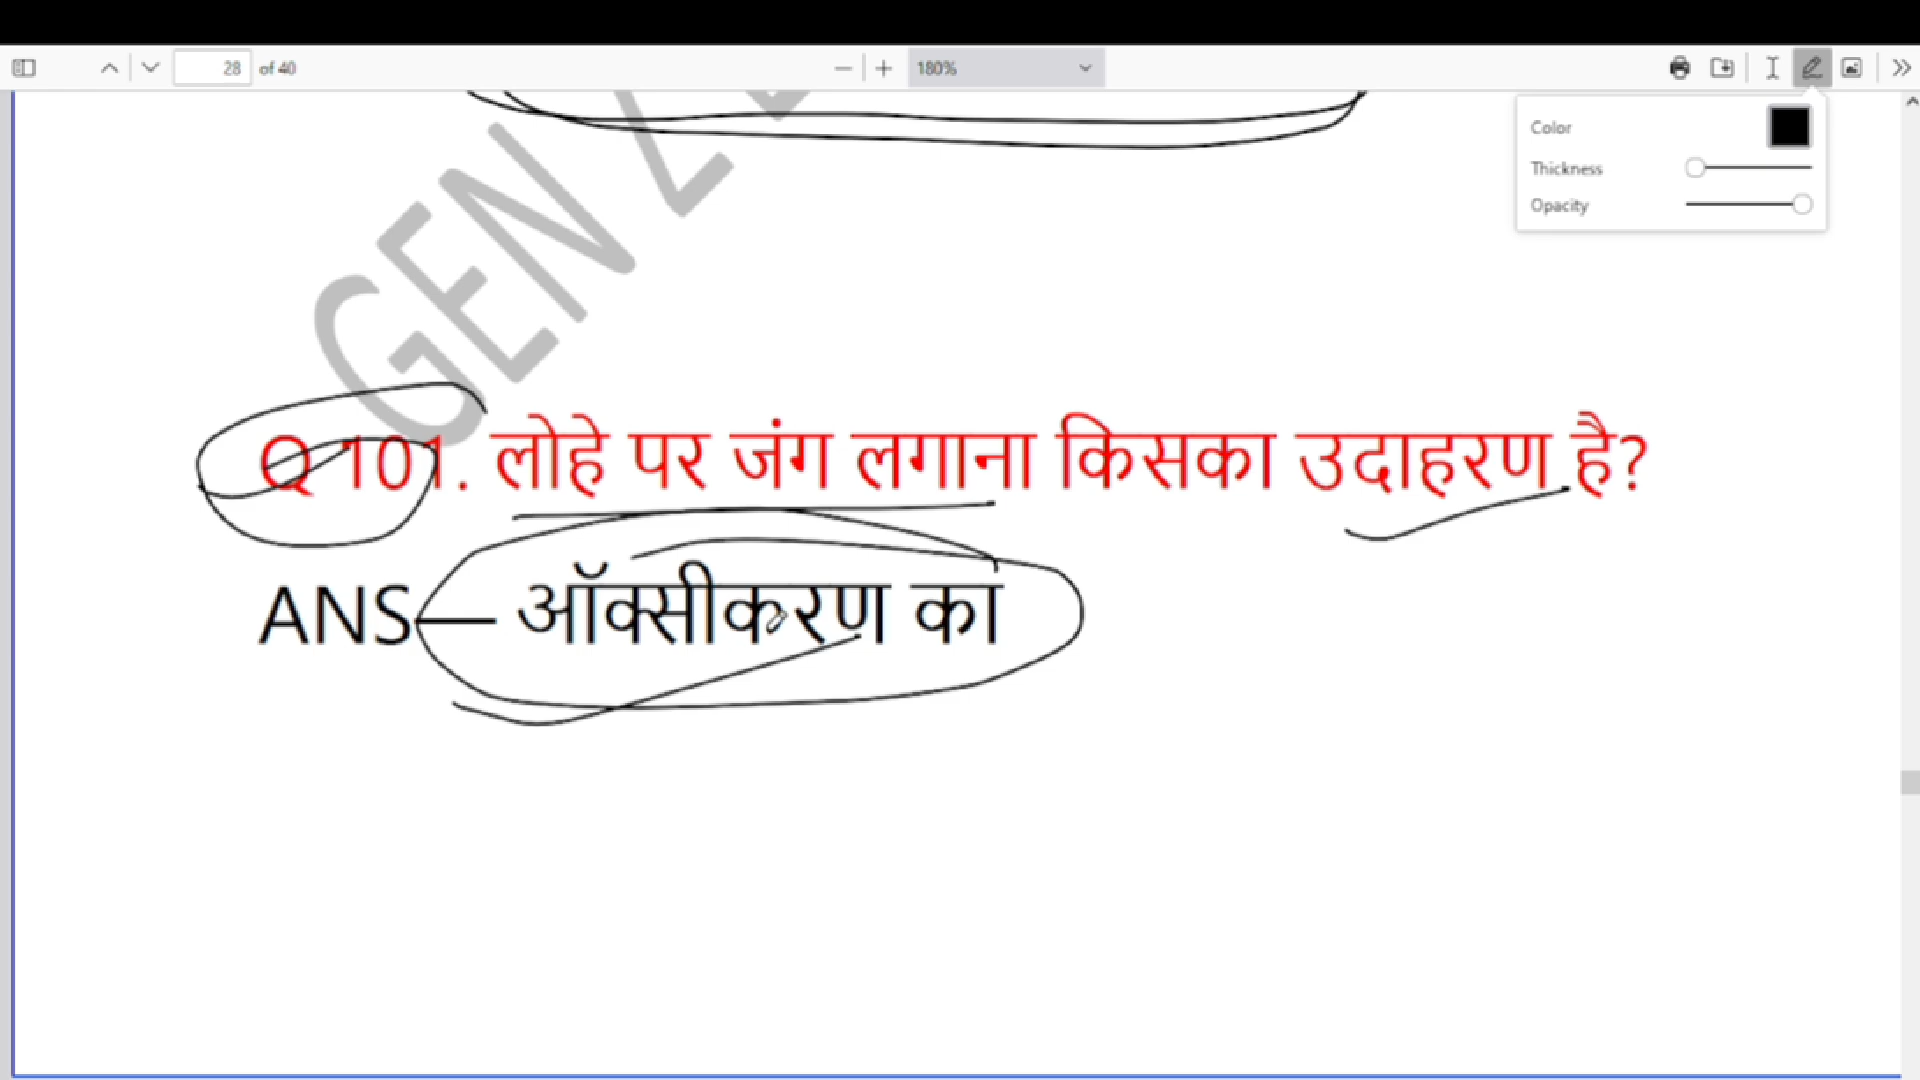 28 of 40
180%
Color
Thickness
Opacity
GEN Z
Q 101. लोहे पर जंग लगाना किसका उदाहरण है?
ANS— ऑक्सीकरण का